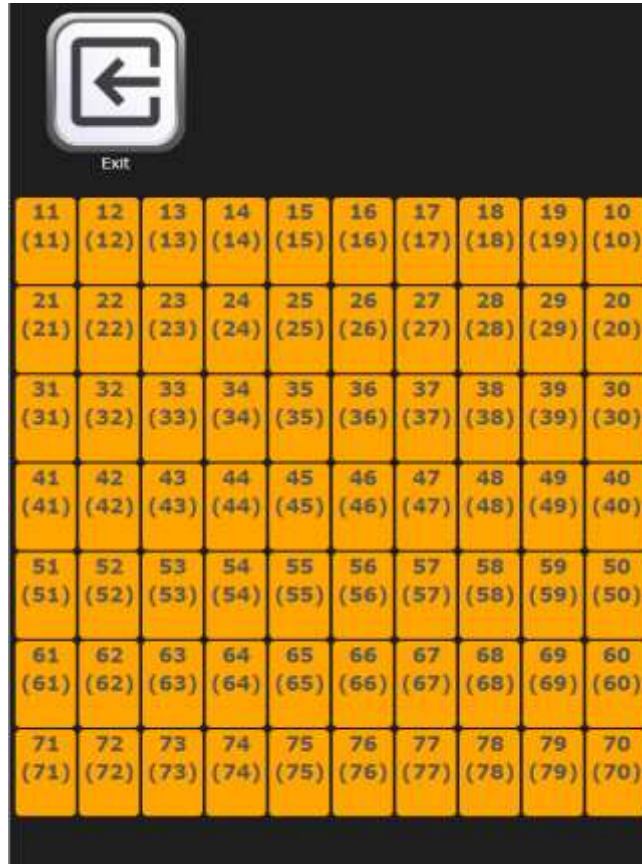 Exit
11 12 13 14 15 16 17 18 19 10
(11) (12) (13) (14) (15) (16) (17) (18) (19) (10)
21 22 23 24 25 26 27 28 29 20
(21) (22) (23) (24) (25) (26) (27) (28) (29) (20)
31 32 33 34 35 36 37 38 39 30
(31) (32) (33) (34) (35) (36) (37) (38) (39) (30)
41 42 43 44 45 46 47 48 49 40
(41) (42) (43) (44) (45) (46) (47) (48) (49) (40)
51 52 53 54 55 56 57 58 59 50
(51) (52) (53) (54) (55) (56) (57) (58) (59) (50)
61 62 63 64 65 66 67 68 69 60
(61) (62) (63) (64) (65) (66) (67) (68) (69) (60)
71 72 73 74 75 76 77 78 79 70
(71) (72) (73) (74) (75) (76) (77) (78) (79) (70)